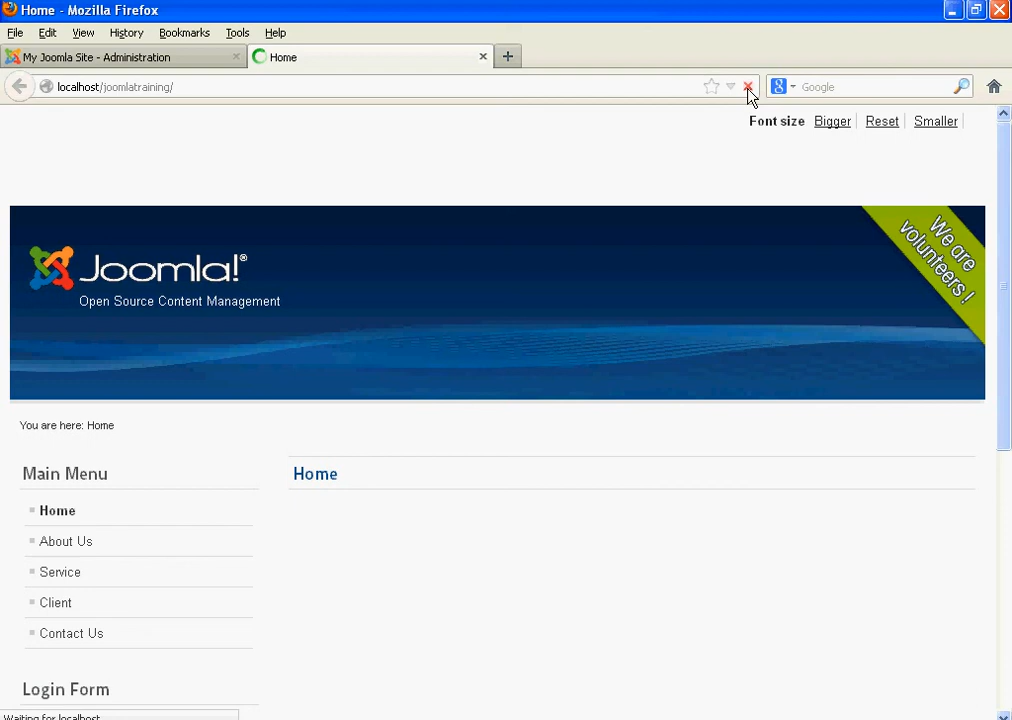 Home - Mozilla Firefox
File Edit View History Bookmarks Tools Help
My Joomla Site - Administration Home
localhost/joomlatraining/ Google
Font size Bigger Reset Smaller
We are
volunteers !
Joomla!®
Open Source Content Management
You are here: Home
Main Menu
Home
Home
About Us
Service
Client
Contact Us
Login Form
Waiting for localhost